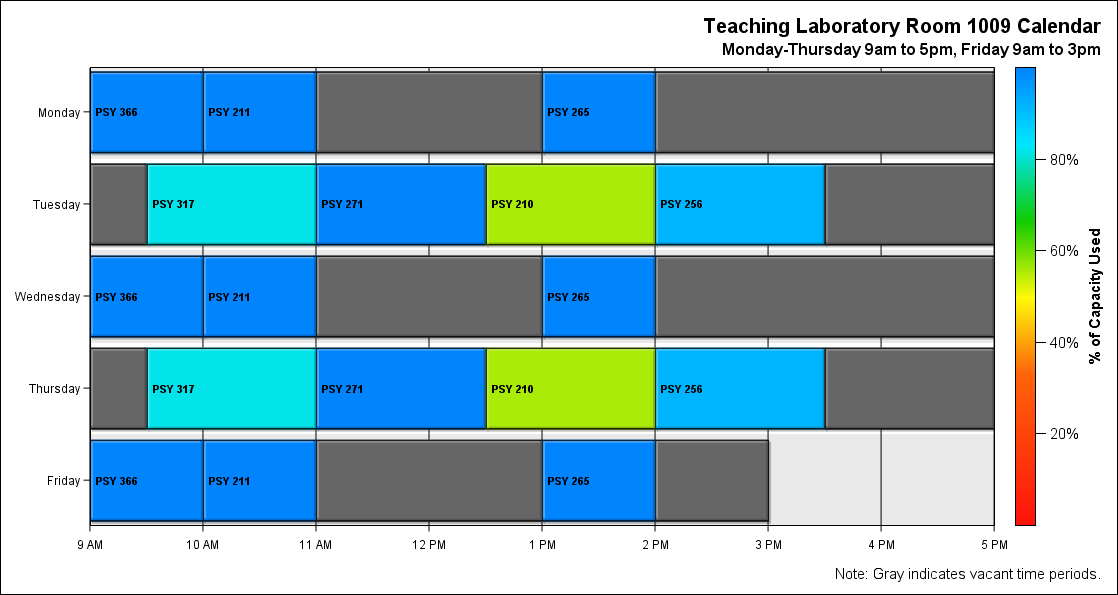 Teaching Laboratory Room 1009 Calendar
Monday-Thursday 9am to 5pm, Friday 9am to 3pm
Monday
PSY 366
PSY 211
PSY 265
Tuesday
PSY 317
PSY 271
PSY 210
PSY 256
Wednesday
PSY 366
PSY 211
PSY 265
Thursday
PSY 317
PSY 271
PSY 210
PSY 256
Friday
PSY 366
PSY 211
PSY 265
9 AM
10 AM
11 AM
12 PM
1 PM
2 PM
3 PM
4 PM
5 PM
80%
60%
40%
20%
% of Capacity Used
Note: Gray indicates vacant time periods.